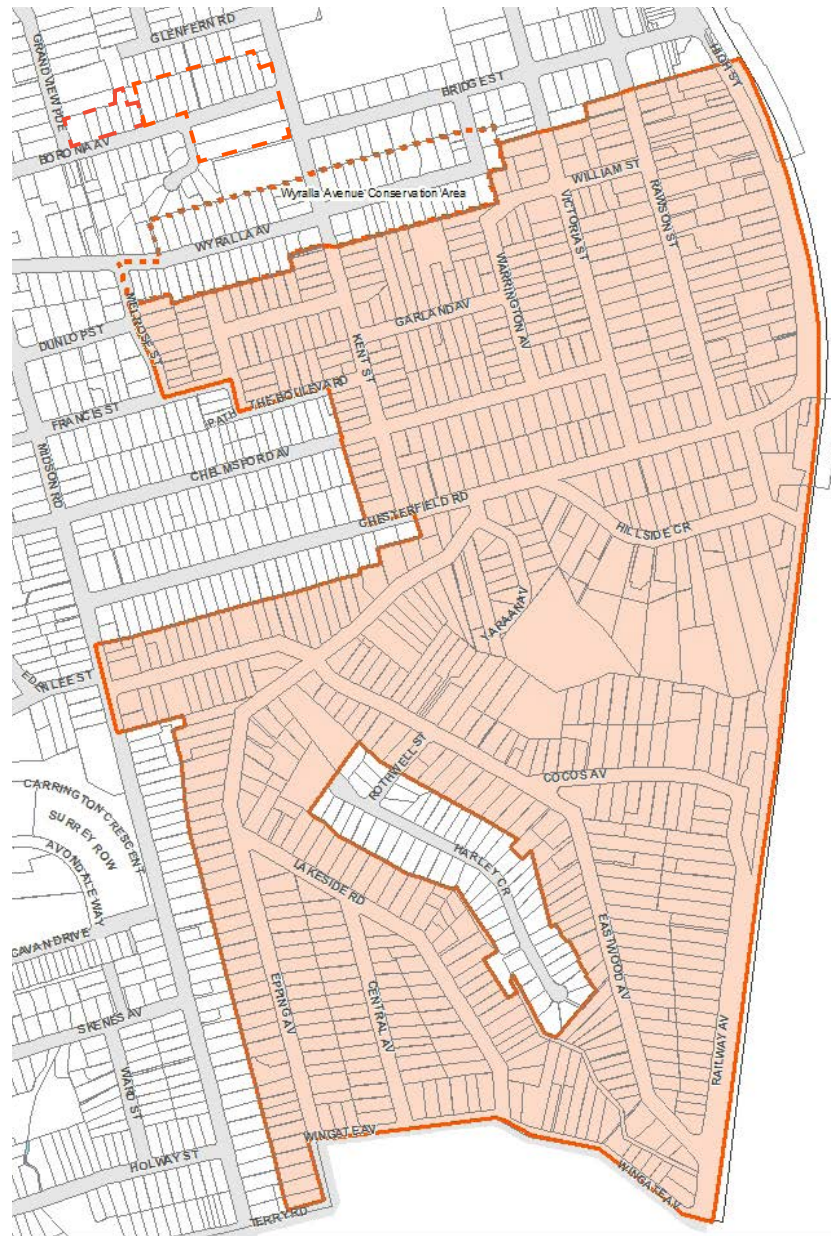 GLENFERN RD
GRANDVIEW PDE
HIGH ST
BRIDGE ST
BORONIA AV
WILLIAM ST
Wyralla Avenue Conservation Area
VICTORIA ST
RAWSON ST
WYRALLA AV
WARRINGTON AV
MELROSE ST
GARLAND AV
DUNLOP ST
KENT ST
THE BOULEVARD
FRANCIS ST
PATH
CHELMSFORD AV
MIDSON RD
CHESTERFIELD RD
HILLSIDE CR
YARAAN AV
EDENLEE ST
ROTHWELL ST
COCOS AV
CARRINGTON CRESCENT
SURREY ROW
AVONDALE WAY
HARLEY CR
LAKESIDE RD
CAVAN DRIVE
EASTWOOD AV
EPPING AV
CENTRAL AV
SKENES AV
RAILWAY AV
WARD ST
WINGATE AV
HOLWAY ST
WINGATE AV
TERRY RD